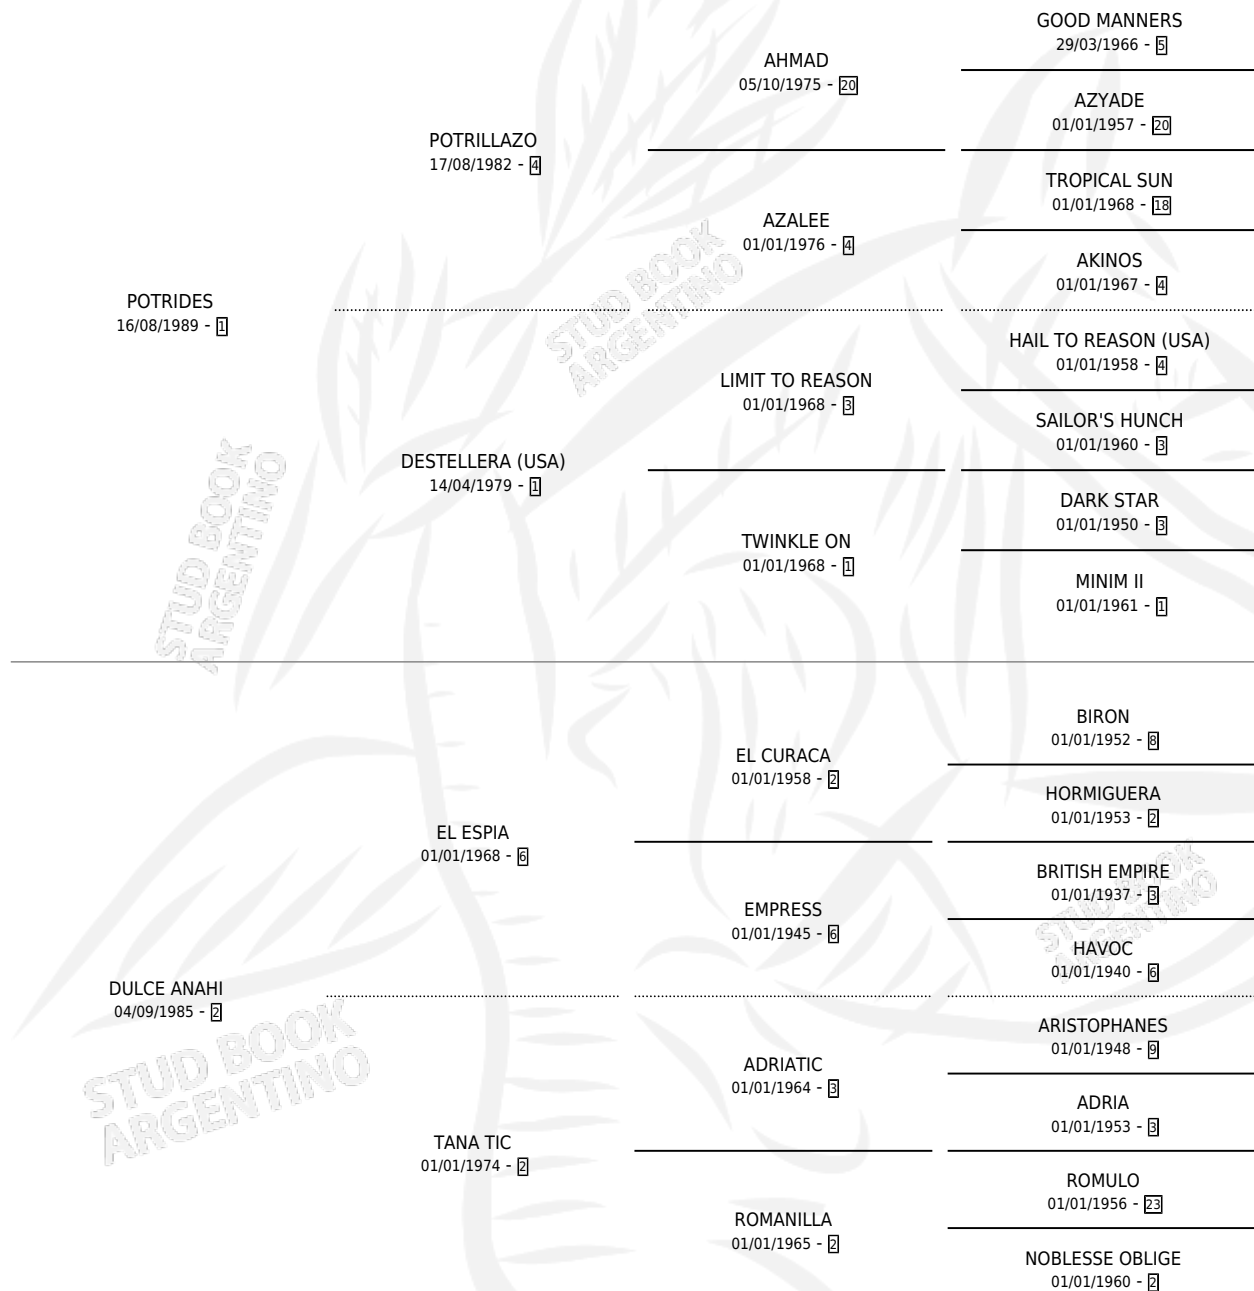 GOOD MANNERS
29/03/1966 - 5
AHMAD
05/10/1975 - 20
AZYADE
01/01/1957 - 20
POTRILLAZO
17/08/1982 - 4
TROPICAL SUN
01/01/1968 - 18
AZALEE
01/01/1976 - 4
AKINOS
01/01/1967 - 4
POTRIDES
16/08/1989 - 1
HAIL TO REASON (USA)
01/01/1958 - 4
LIMIT TO REASON
01/01/1968 - 3
SAILOR'S HUNCH
01/01/1960 - 3
DESTELLERA (USA)
14/04/1979 - 1
DARK STAR
01/01/1950 - 3
TWINKLE ON
01/01/1968 - 1
MINIM II
01/01/1961 - 1
BIRON
01/01/1952 - 8
EL CURACA
01/01/1958 - 2
HORMIGUERA
01/01/1953 - 2
EL ESPIA
01/01/1968 - 6
BRITISH EMPIRE
01/01/1937 - 3
EMPRESS
01/01/1945 - 6
HAVOC
01/01/1940 - 6
DULCE ANAHI
04/09/1985 - 2
ARISTOPHANES
01/01/1948 - 9
ADRIATIC
01/01/1964 - 3
ADRIA
01/01/1953 - 3
TANA TIC
01/01/1974 - 2
ROMULO
01/01/1956 - 23
ROMANILLA
01/01/1965 - 2
NOBLESSE OBLIGE
01/01/1960 - 2
STUD BOOK
ARGENTINO
STUD BOOK
ARGENTINO
STUD BOOK
ARGENTINO
STUD BOOK
ARGENTINO